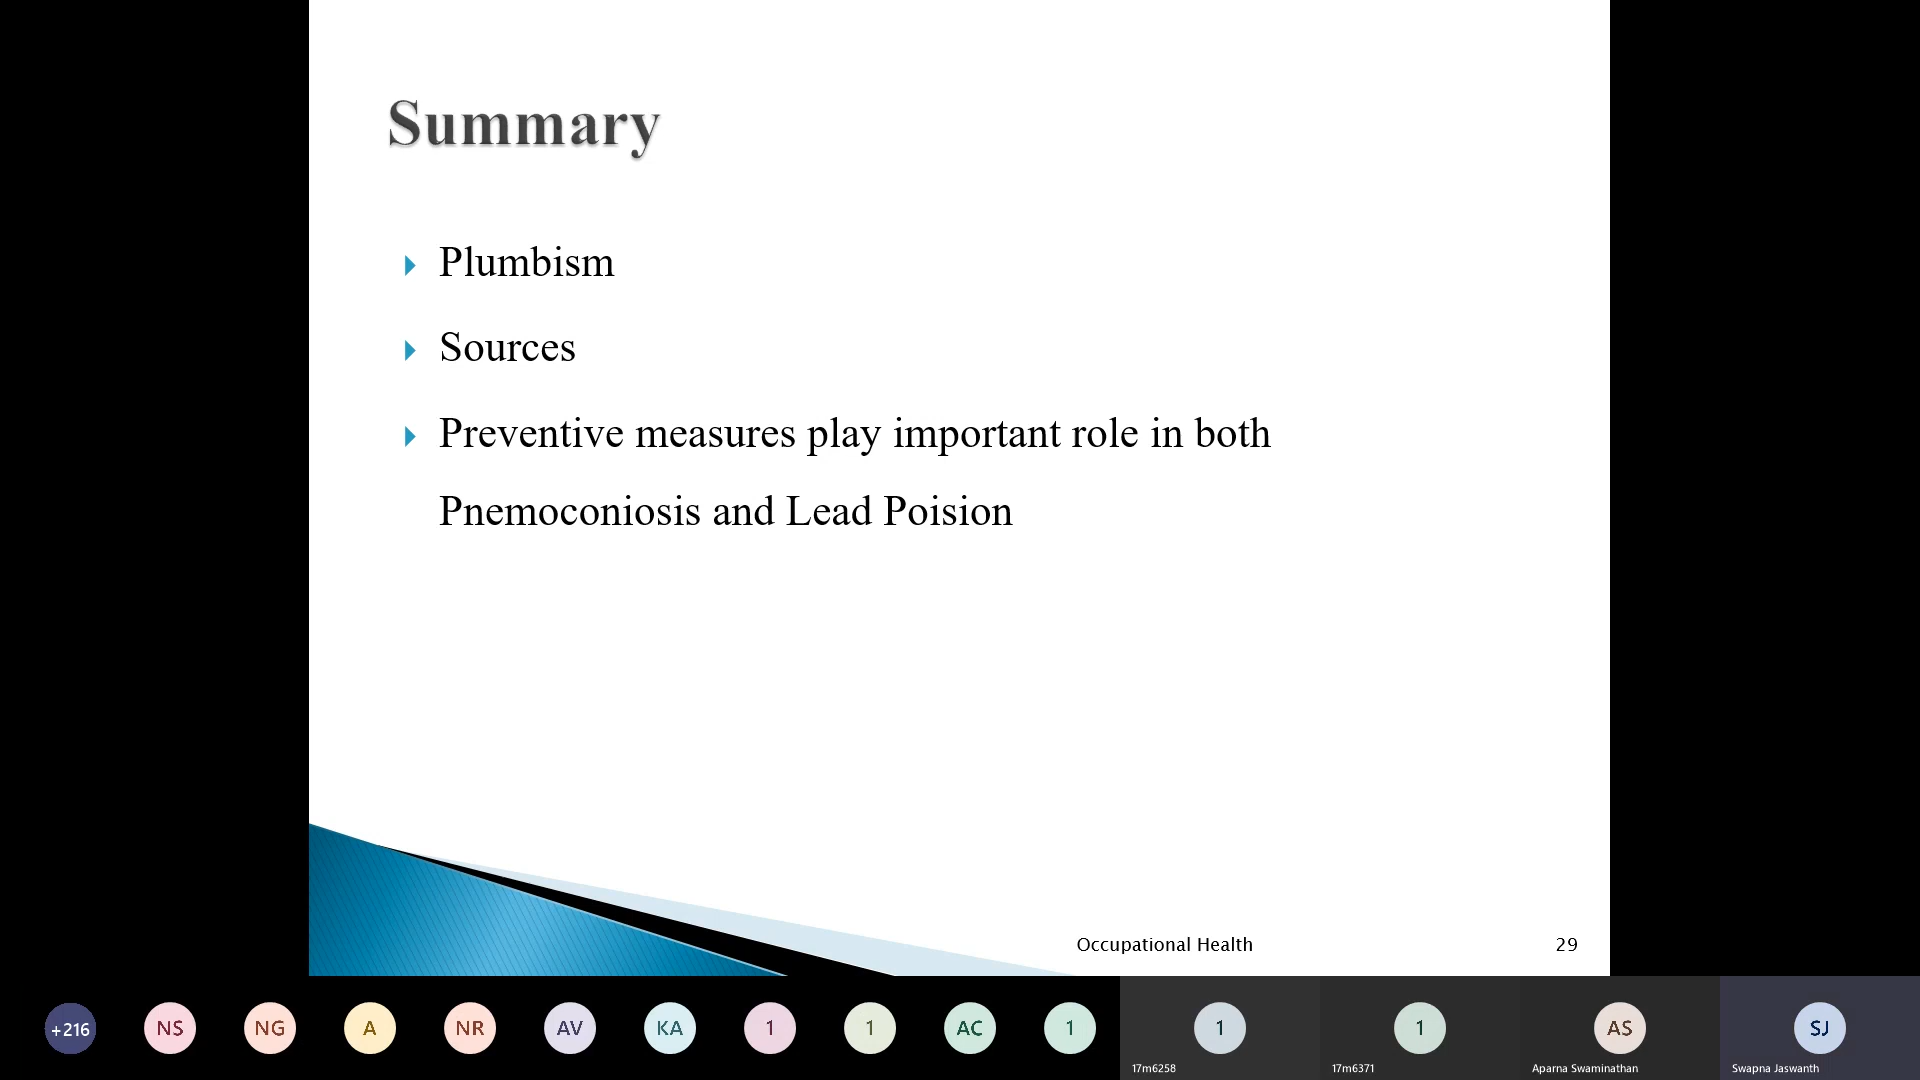 Summary
Plumbism
Sources
Preventive measures play important role in both
Pnemoconiosis and Lead Poision
Occupational Health
29
+216
NS
NG
A
NR
AV
KA
1
1
AC
1
1
1
AS
SJ
17m6258
17m6371
Aparna Swaminathan
Swapna Jaswanth